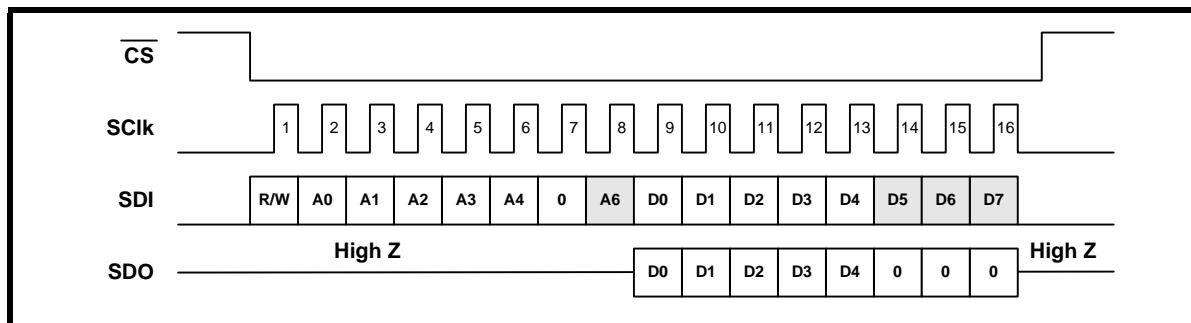 CS
SClk 1 2 3 4 5 6 7 8 9 10 11 12 13 14 15 16
SDI R/W A0 A1 A2 A3 A4 0 A6 D0 D1 D2 D3 D4 D5 D6 D7
High Z High Z
SDO D0 D1 D2 D3 D4 0 0 0